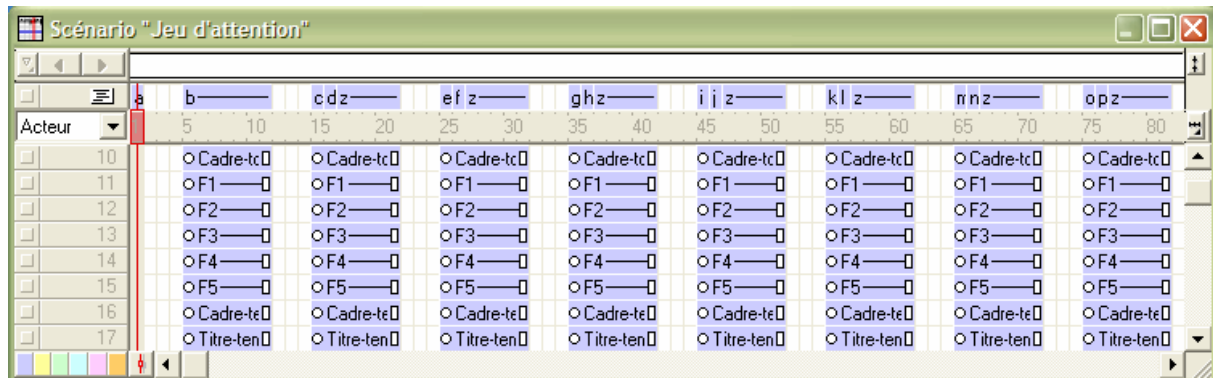 Scénario "Jeu d'attention"
a b cdz efz ghz ijz klz mnz opz
Acteur 5 10 15 20 25 30 35 40 45 50 55 60 65 70 75 80
10 Cadre-tc Cadre-tc Cadre-tc Cadre-tc Cadre-tc Cadre-tc Cadre-tc Cadre-tc
11 F1 F1 F1 F1 F1 F1 F1 F1
12 F2 F2 F2 F2 F2 F2 F2 F2
13 F3 F3 F3 F3 F3 F3 F3 F3
14 F4 F4 F4 F4 F4 F4 F4 F4
15 F5 F5 F5 F5 F5 F5 F5 F5
16 Cadre-te Cadre-te Cadre-te Cadre-te Cadre-te Cadre-te Cadre-te Cadre-te
17 Titre-ten Titre-ten Titre-ten Titre-ten Titre-ten Titre-ten Titre-ten Titre-ten